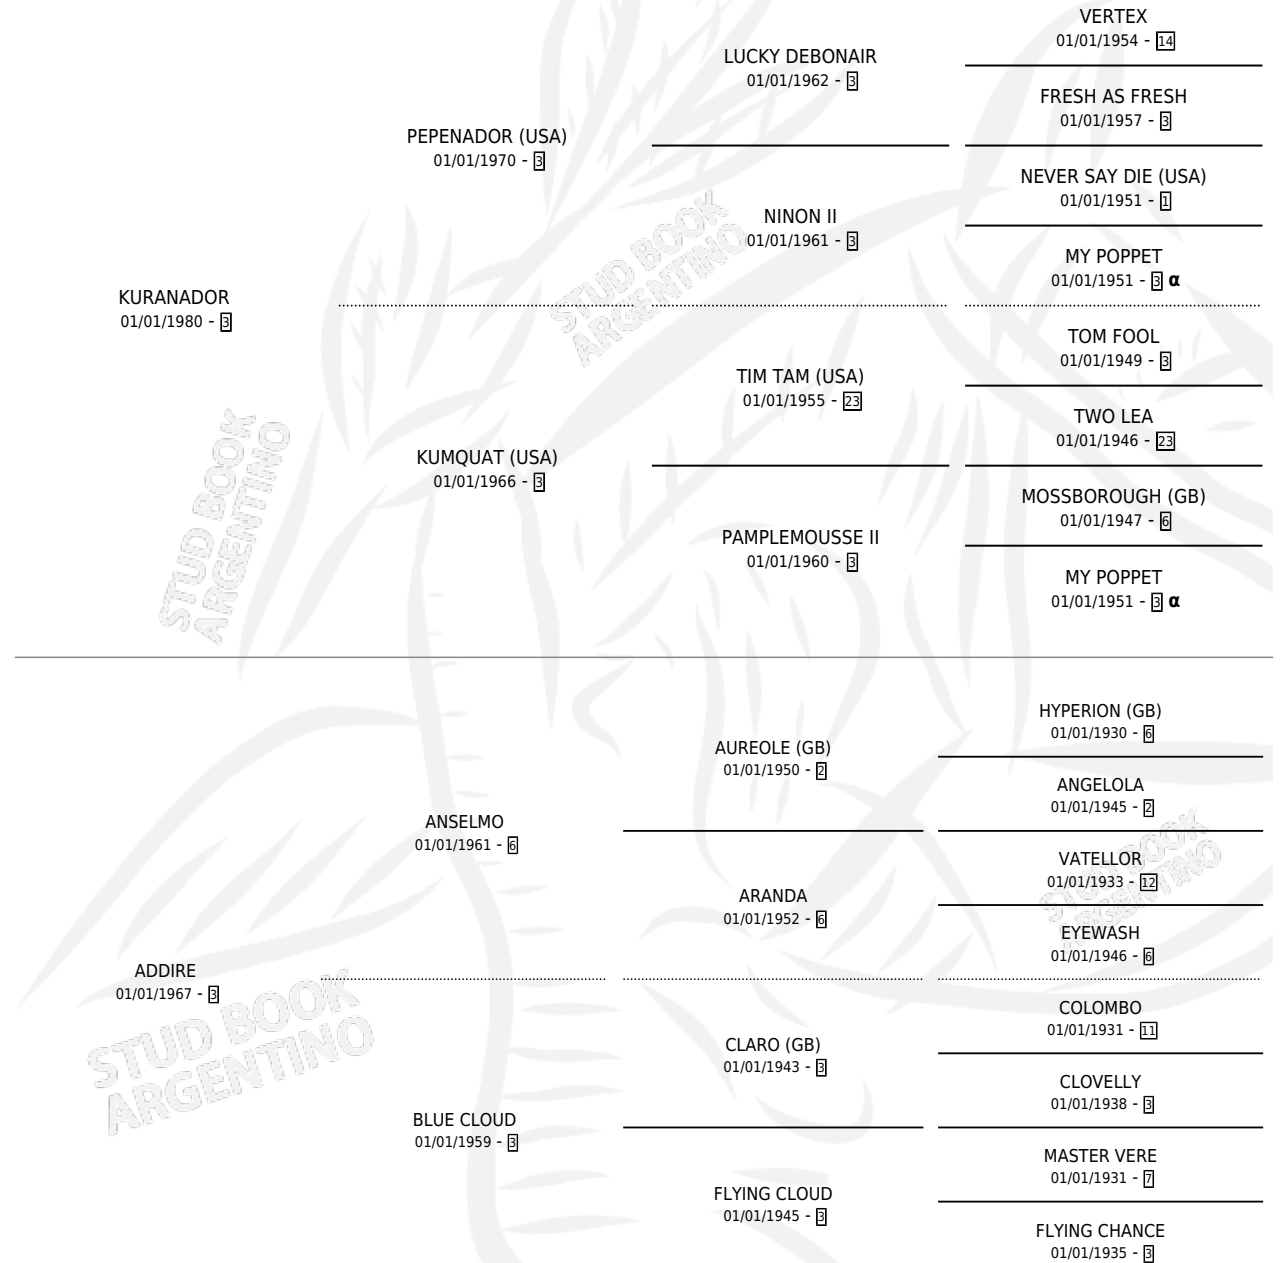 VERTEX
01/01/1954 - 14
LUCKY DEBONAIR
01/01/1962 - 3
FRESH AS FRESH
01/01/1957 - 3
PEPENADOR (USA)
01/01/1970 - 3
NEVER SAY DIE (USA)
01/01/1951 - 1
NINON II
01/01/1961 - 3
MY POPPET
01/01/1951 - 3 α
KURANADOR
01/01/1980 - 3
TOM FOOL
01/01/1949 - 3
TIM TAM (USA)
01/01/1955 - 23
TWO LEA
01/01/1946 - 23
KUMQUAT (USA)
01/01/1966 - 3
MOSSBOROUGH (GB)
01/01/1947 - 6
PAMPLEMOUSSE II
01/01/1960 - 3
MY POPPET
01/01/1951 - 3 α
HYPERION (GB)
01/01/1930 - 6
AUREOLE (GB)
01/01/1950 - 2
ANGELOLA
01/01/1945 - 2
ANSELMO
01/01/1961 - 6
VATELLOR
01/01/1933 - 12
ARANDA
01/01/1952 - 6
EYEWASH
01/01/1946 - 6
ADDIRE
01/01/1967 - 3
COLOMBO
01/01/1931 - 11
CLARO (GB)
01/01/1943 - 3
CLOVELLY
01/01/1938 - 3
BLUE CLOUD
01/01/1959 - 3
MASTER VERE
01/01/1931 - 7
FLYING CLOUD
01/01/1945 - 3
FLYING CHANCE
01/01/1935 - 3
STUD BOOK
ARGENTINO
STUD BOOK
ARGENTINO
STUD BOOK
ARGENTINO
STUD BOOK
ARGENTINO